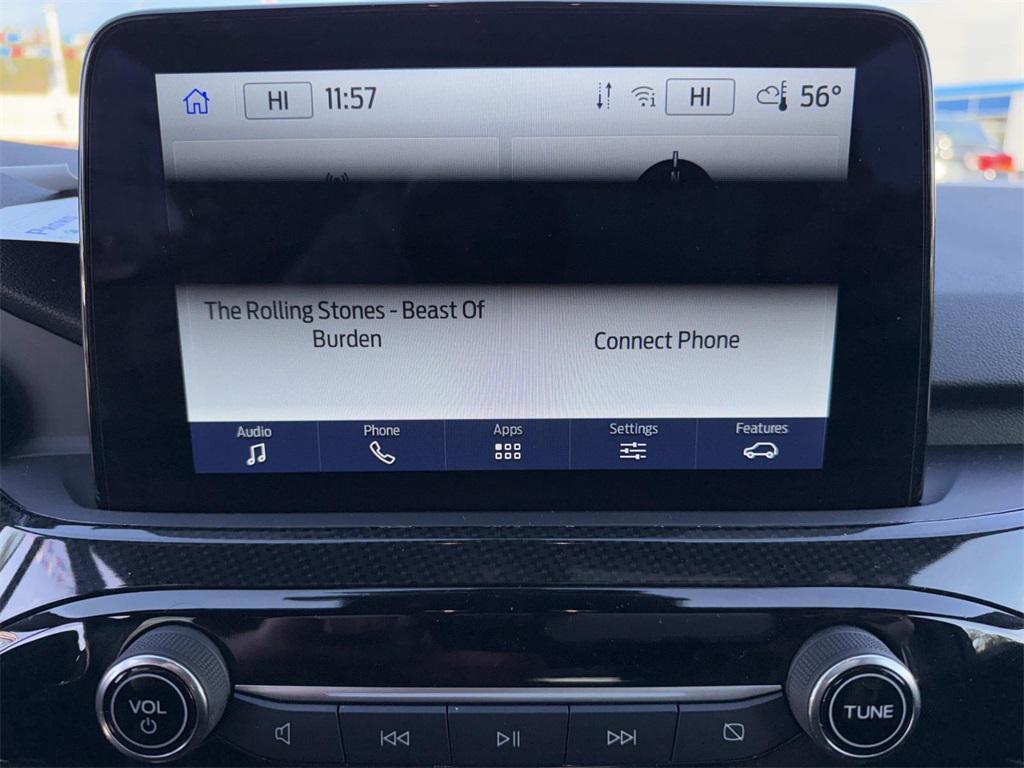 HI 11:57 HI 56°
N
The Rolling Stones - Beast Of
Burden
Connect Phone
Audio Phone Apps Settings Features
VOL
TUNE